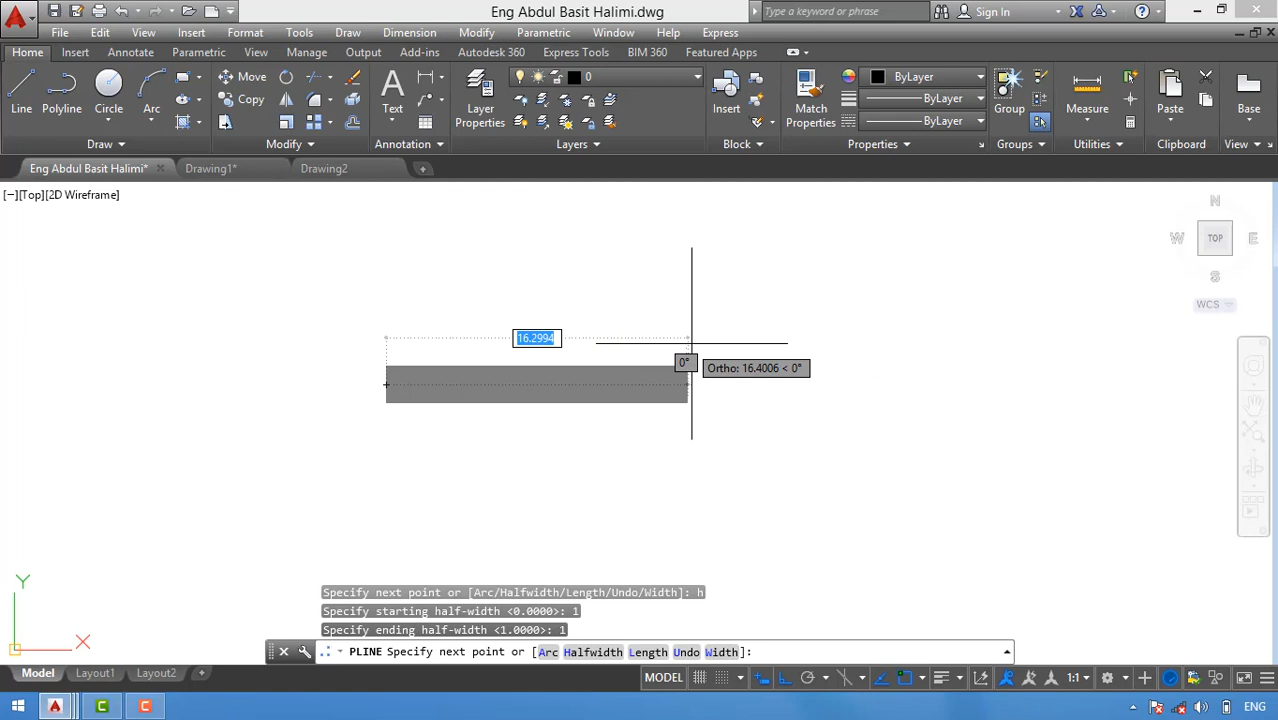 Eng Abdul Basit Halimi.dwg
Type a keyword or phrase
Sign In
File Edit View Insert Format Tools Draw Dimension Modify Parametric Window Help Express
Home Insert Annotate Parametric View Manage Output Add-ins Autodesk 360 Express Tools BIM 360 Featured Apps
Line Polyline Circle Arc
Move
Copy
Text
Layer Properties
0
Insert
Match Properties
ByLayer
ByLayer
ByLayer
Group
Measure
Paste
Base
Draw Modify Annotation Layers Block Properties Groups Utilities Clipboard View
Eng Abdul Basit Halimi* Drawing1* Drawing2
[−][Top][2D Wireframe]
N
W TOP E
S
WCS
16.2994
0°
Ortho: 16.4006 < 0°
Y
X
Specify next point or [Arc/Halfwidth/Length/Undo/Width]: h
Specify starting half-width <0.0000>: 1
Specify ending half-width <1.0000>: 1
PLINE Specify next point or [Arc Halfwidth Length Undo Width]:
Model Layout1 Layout2
MODEL
1:1
ENG